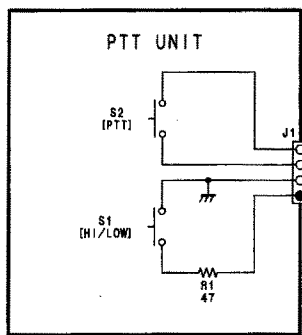 PTT UNIT
S2
[PTT]
J1
S1
[HI/LOW]
R1
47